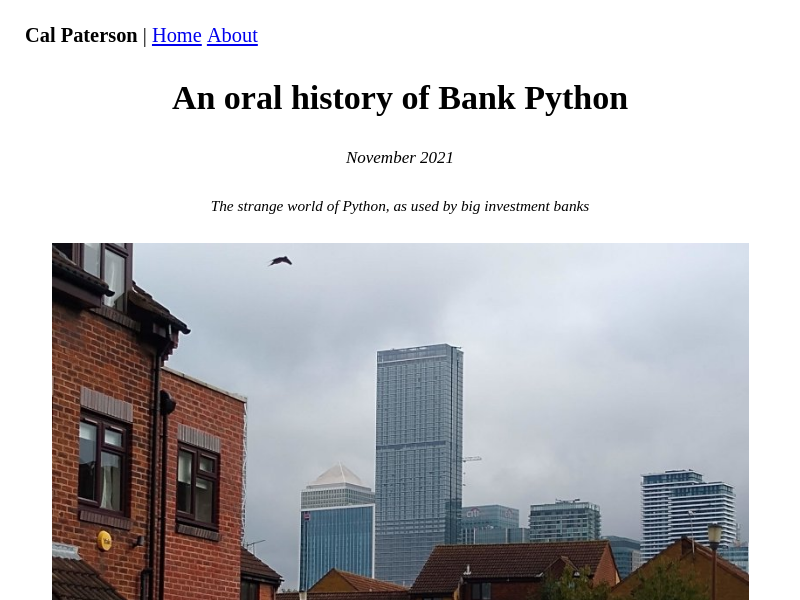 Cal Paterson | Home About
An oral history of Bank Python
November 2021
The strange world of Python, as used by big investment banks
citi